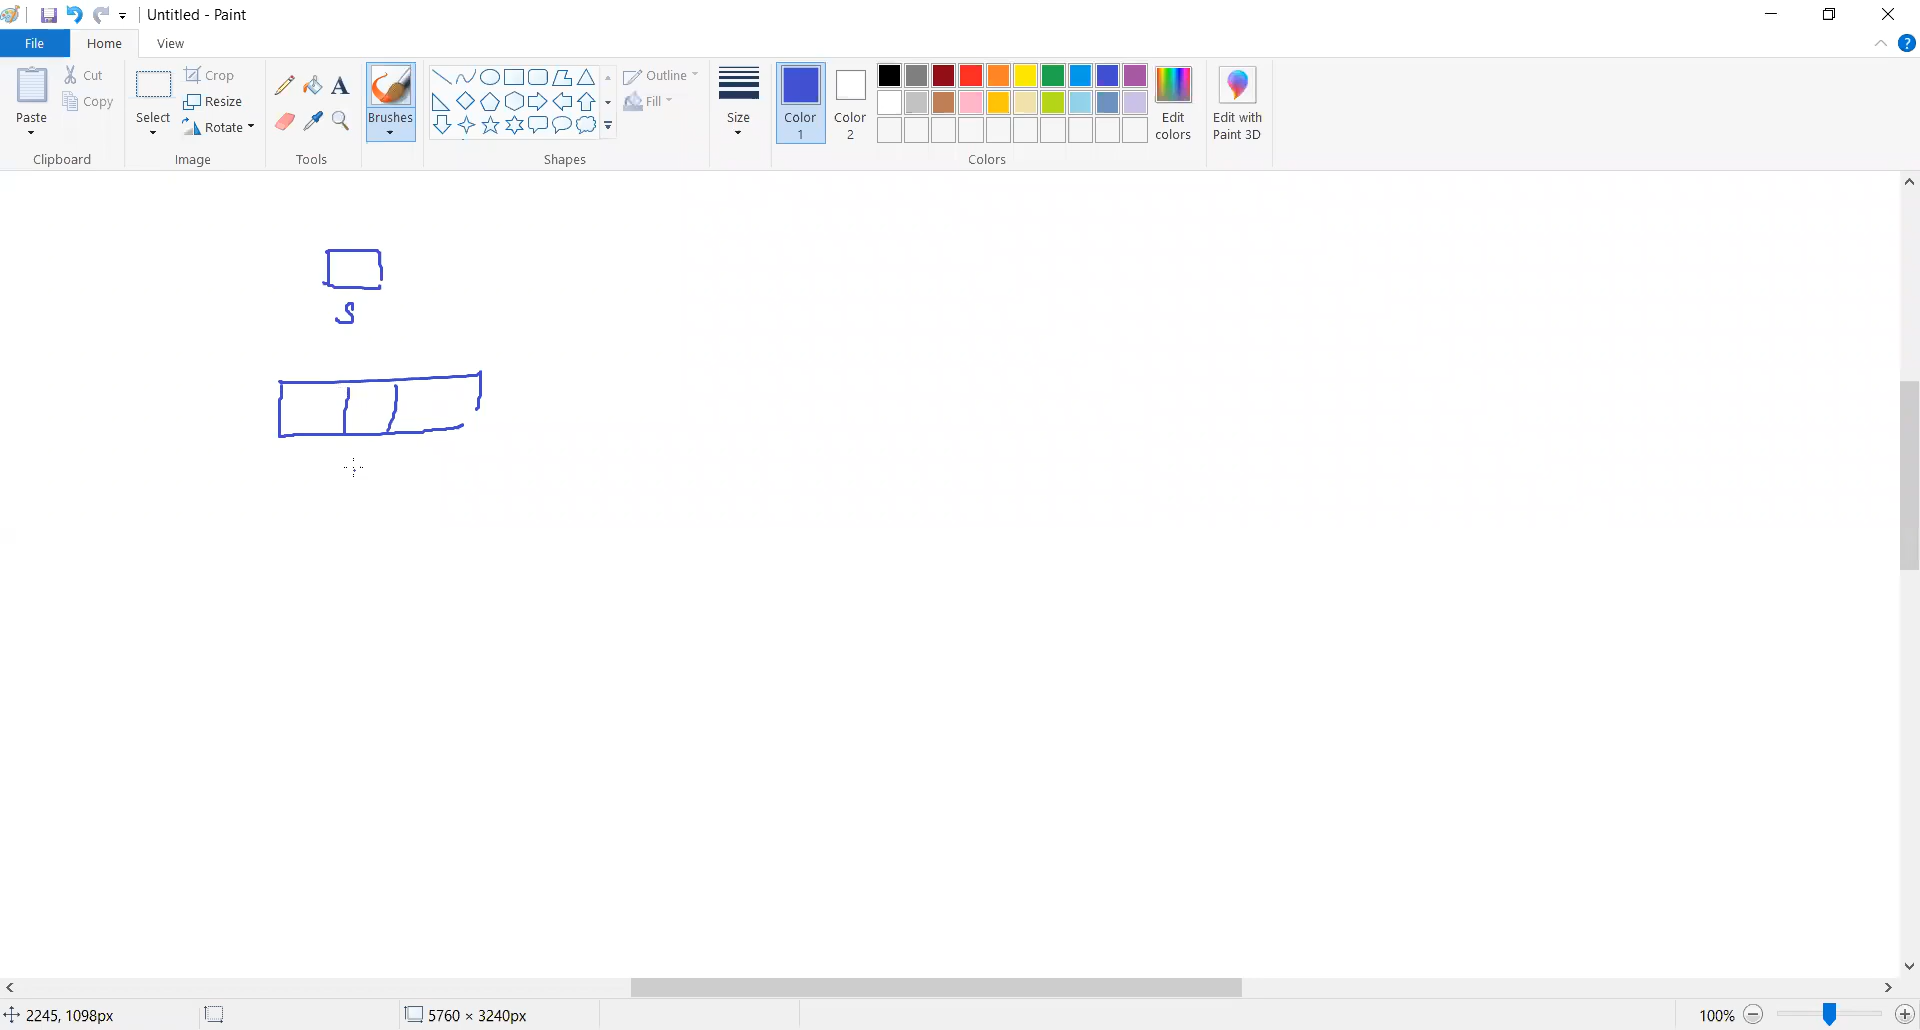 Untitled - Paint
File Home View
Paste
Cut
Copy
Clipboard
Select
Crop
Resize
Rotate
Image
Tools
Brushes
Shapes
Outline
Fill
Size
Color 1
Color 2
Colors
Edit colors
Edit with Paint 3D
S
2245, 1098px
5760 × 3240px
100%